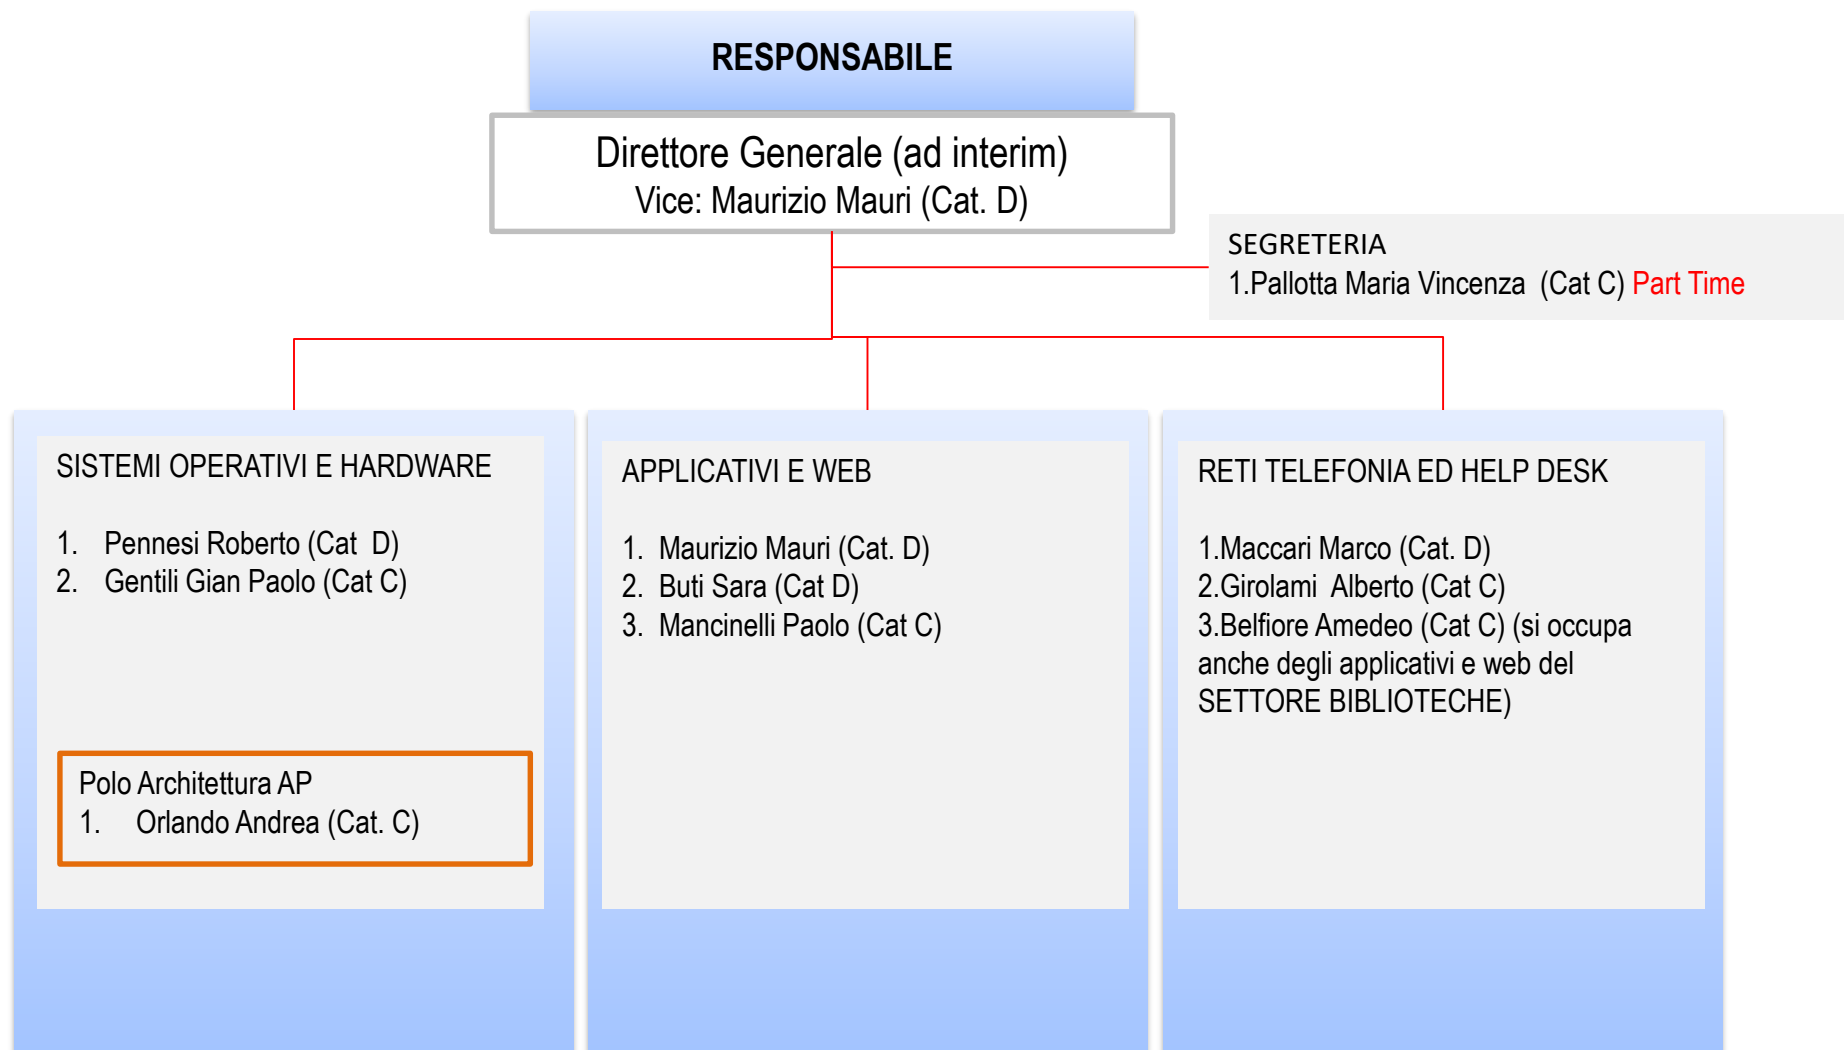 RESPONSABILE
Direttore Generale (ad interim)
Vice: Maurizio Mauri (Cat. D)
SEGRETERIA
1.Pallotta Maria Vincenza (Cat C) Part Time
SISTEMI OPERATIVI E HARDWARE
1. Pennesi Roberto (Cat D)
2. Gentili Gian Paolo (Cat C)
Polo Architettura AP
1. Orlando Andrea (Cat. C)
APPLICATIVI E WEB
1. Maurizio Mauri (Cat. D)
2. Buti Sara (Cat D)
3. Mancinelli Paolo (Cat C)
RETI TELEFONIA ED HELP DESK
1.Maccari Marco (Cat. D)
2.Girolami Alberto (Cat C)
3.Belfiore Amedeo (Cat C) (si occupa
anche degli applicativi e web del
SETTORE BIBLIOTECHE)